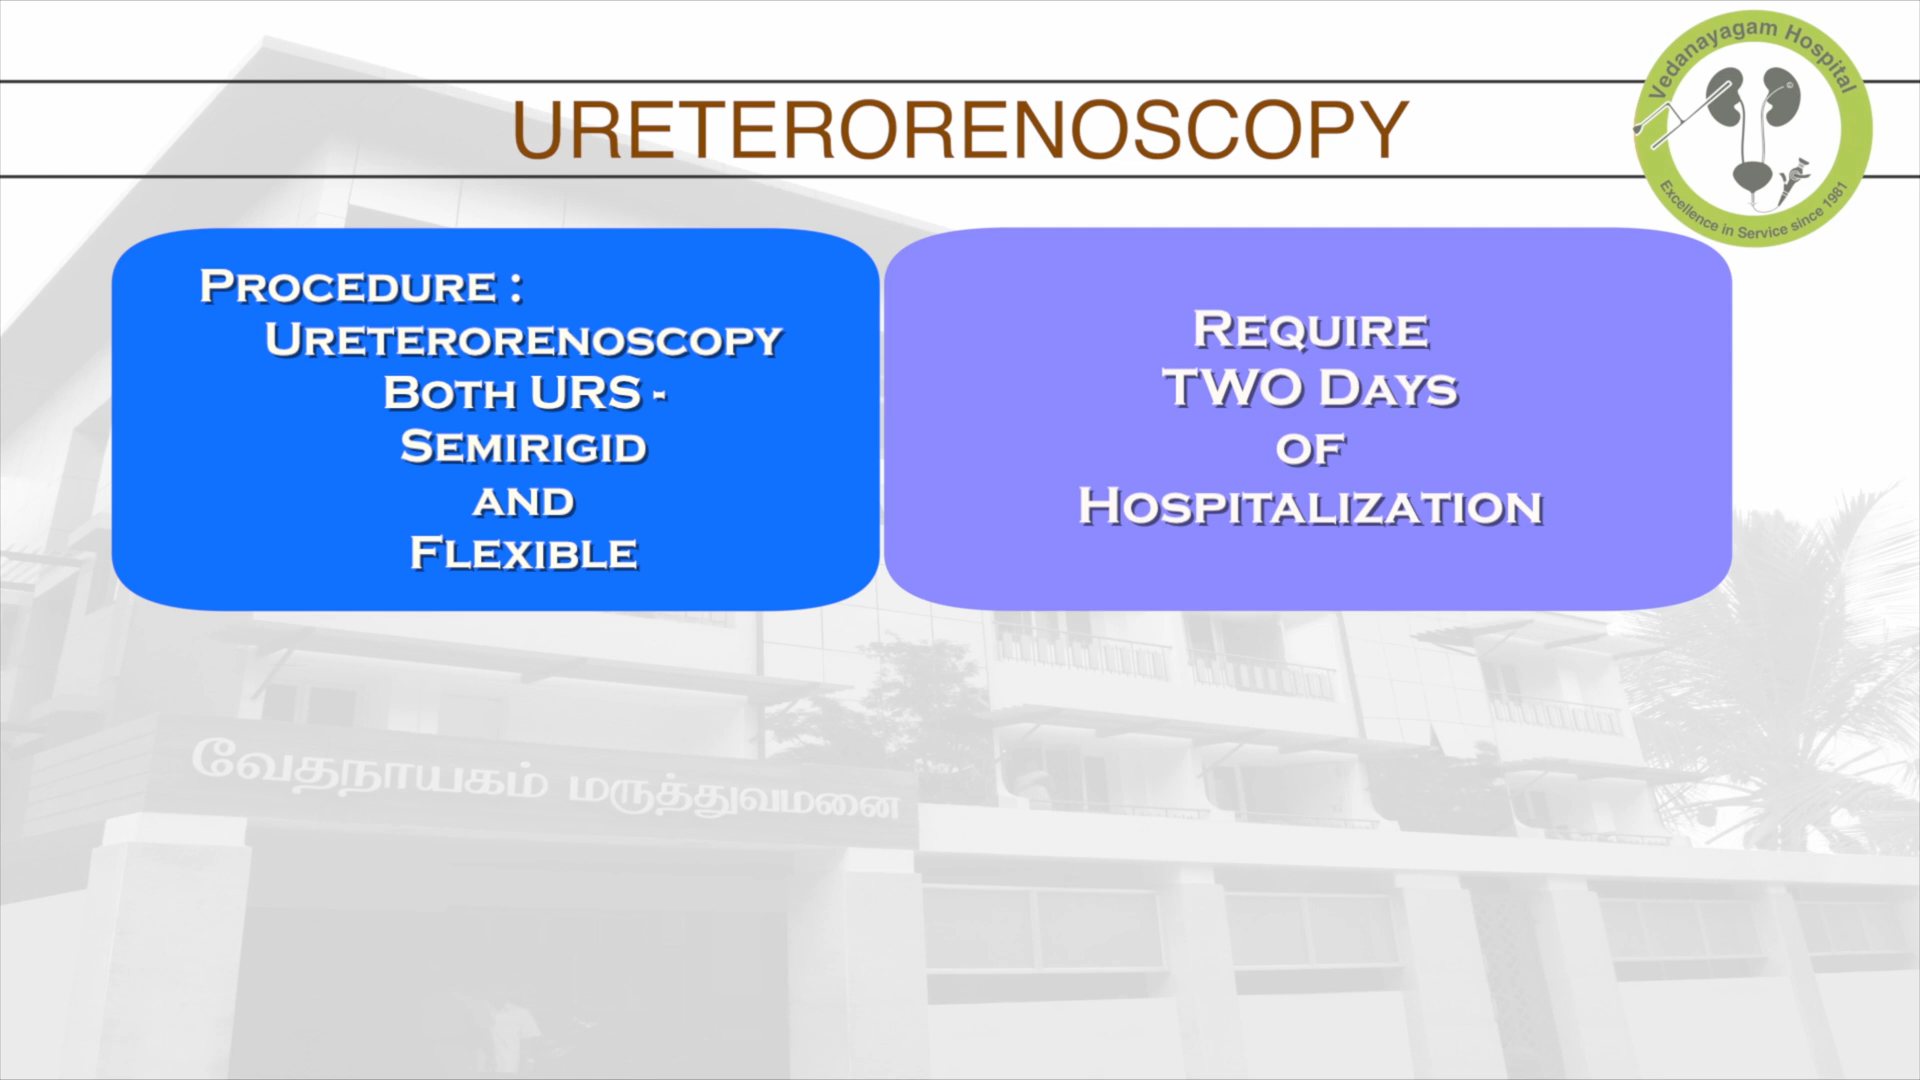 URETERORENOSCOPY
Vedanayagam Hospital
Excellence in Service since 1981
PROCEDURE :
URETERORENOSCOPY
BOTH URS -
SEMIRIGID
AND
FLEXIBLE
REQUIRE
TWO DAYS
OF
HOSPITALIZATION
வேதநாயகம் மருத்துவமனை